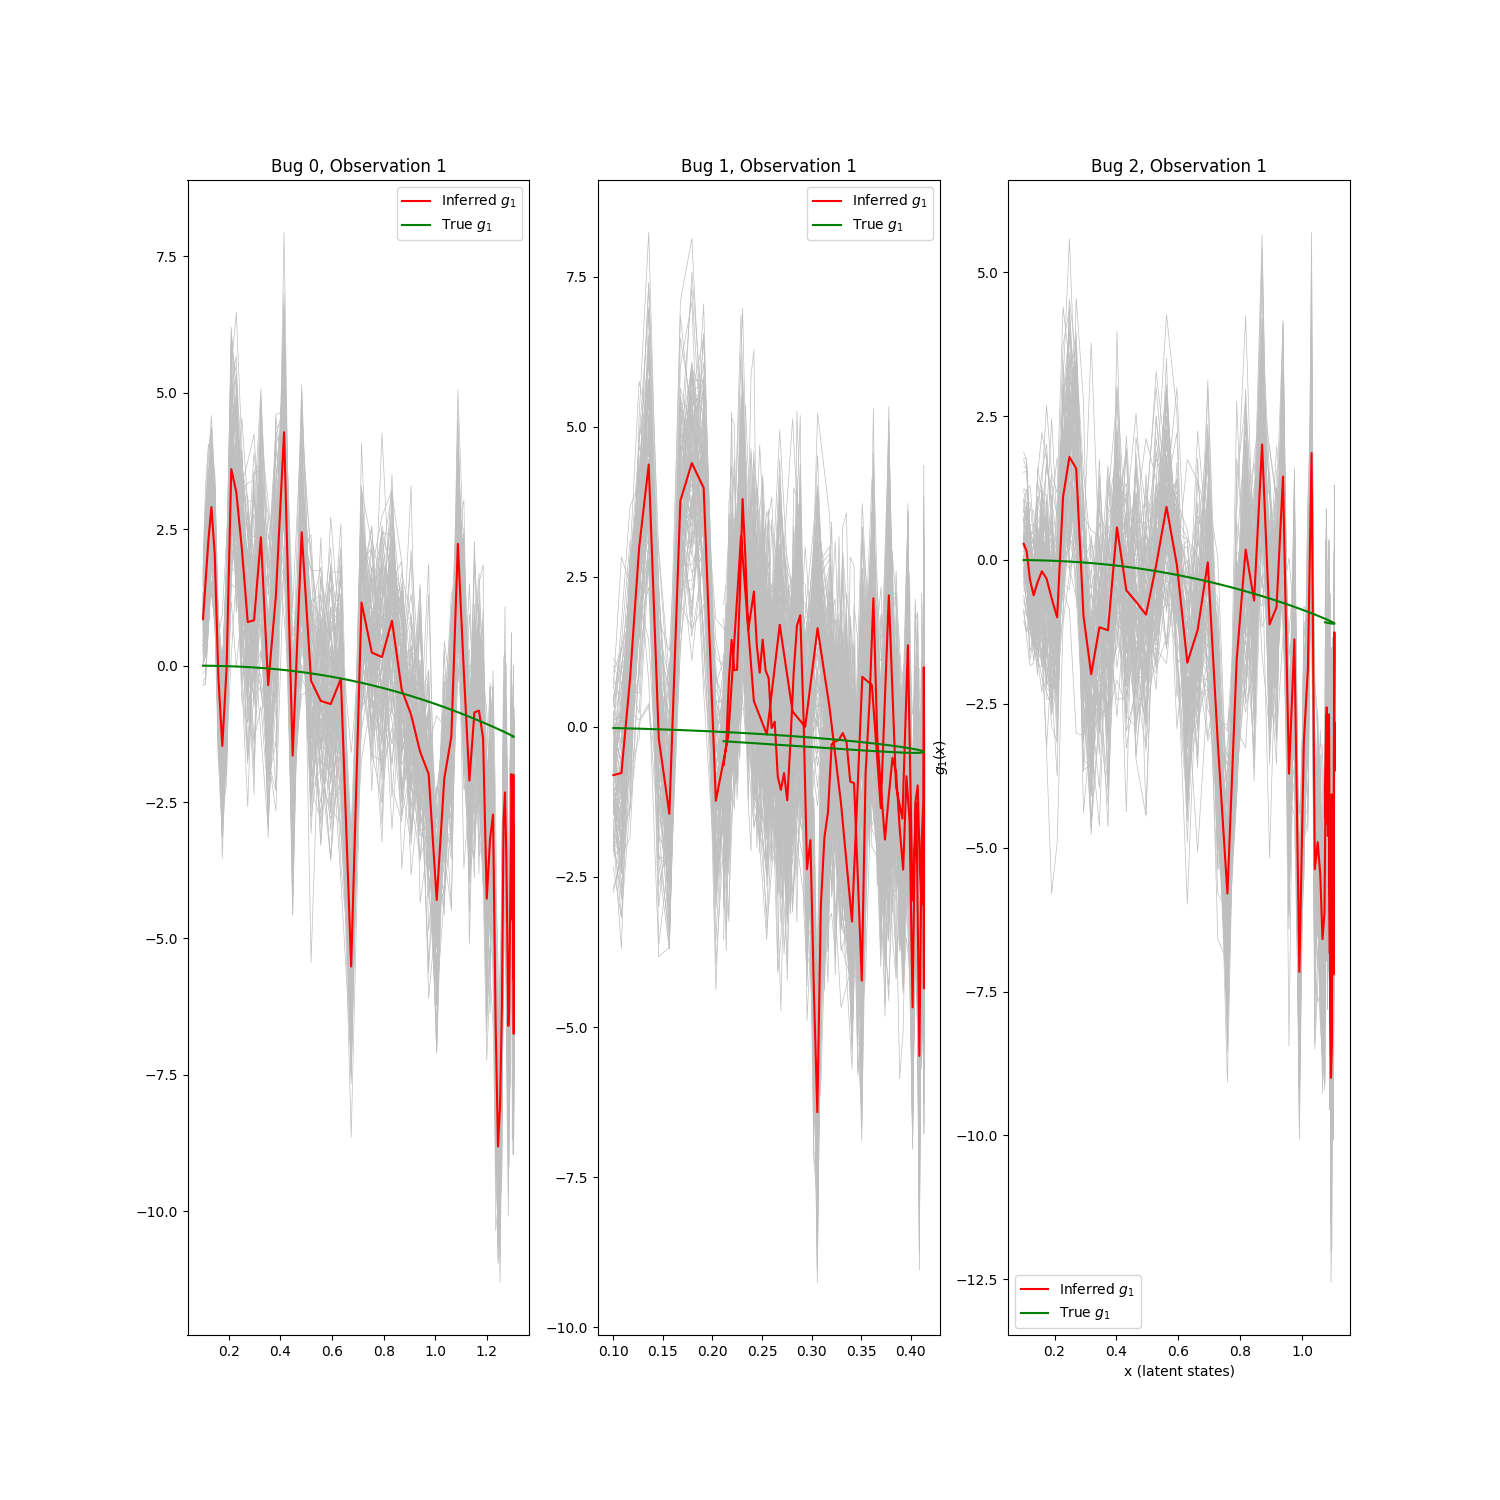 Bug 0, Observation 1
Inferred g₁
True g₁
7.5
5.0
2.5
0.0
−2.5
−5.0
−7.5
−10.0
0.2 0.4 0.6 0.8 1.0 1.2
Bug 1, Observation 1
Inferred g₁
True g₁
7.5
5.0
2.5
0.0
−2.5
−5.0
−7.5
−10.0
0.10 0.15 0.20 0.25 0.30 0.35 0.40
Bug 2, Observation 1
g₁(x)
5.0
2.5
0.0
−2.5
−5.0
−7.5
−10.0
−12.5
Inferred g₁
True g₁
0.2 0.4 0.6 0.8 1.0
x (latent states)